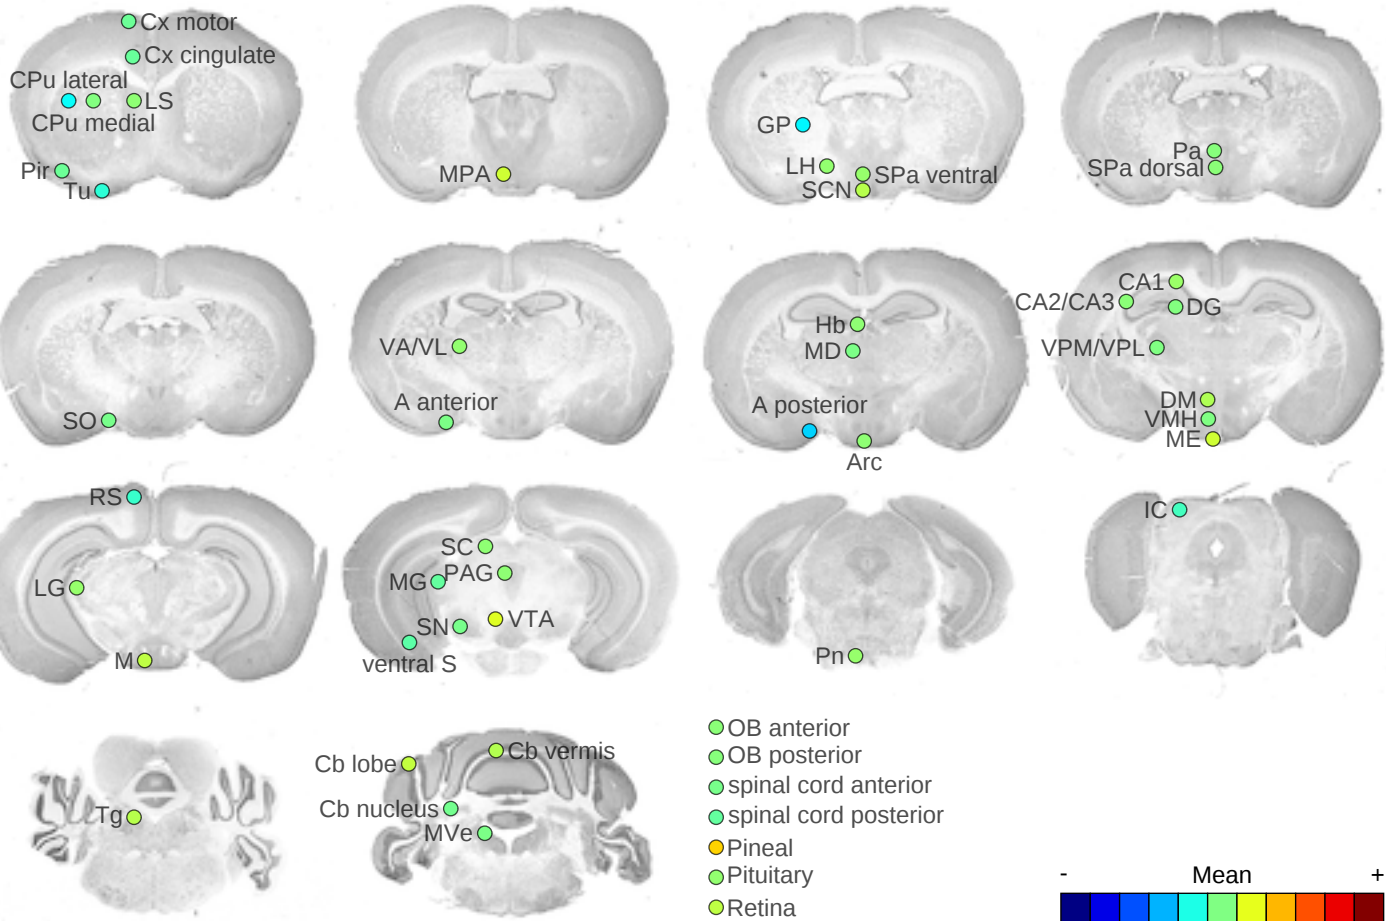 Cx motor
Cx cingulate
CPu lateral
LS
CPu medial
Pir
Tu
MPA
GP
LH
SPa ventral
SCN
Pa
SPa dorsal
SO
VA/VL
A anterior
Hb
MD
A posterior
Arc
CA1
CA2/CA3
DG
VPM/VPL
DM
VMH
ME
RS
LG
M
SC
MG
PAG
SN
VTA
ventral S
Pn
IC
Tg
Cb lobe
Cb vermis
Cb nucleus
MVe
OB anterior
OB posterior
spinal cord anterior
spinal cord posterior
Pineal
Pituitary
Retina
- Mean +